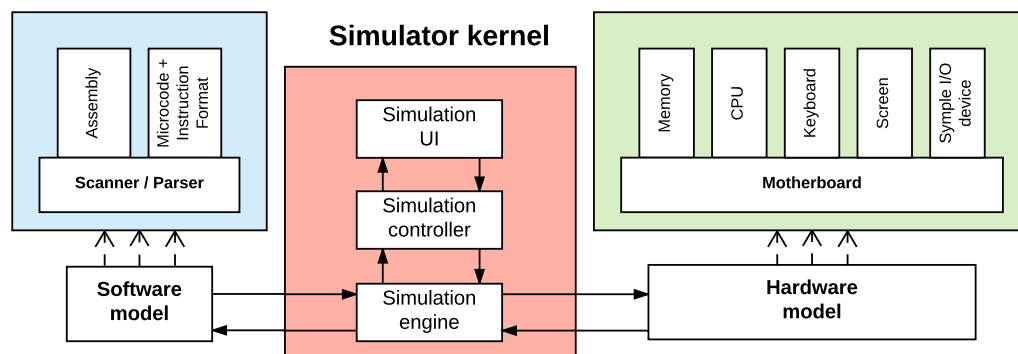 Simulator kernel
Assembly
Microcode +
Instruction
Format
Scanner / Parser
Simulation
UI
Simulation
controller
Simulation
engine
Memory
CPU
Keyboard
Screen
Symple I/O
device
Motherboard
Software
model
Hardware
model